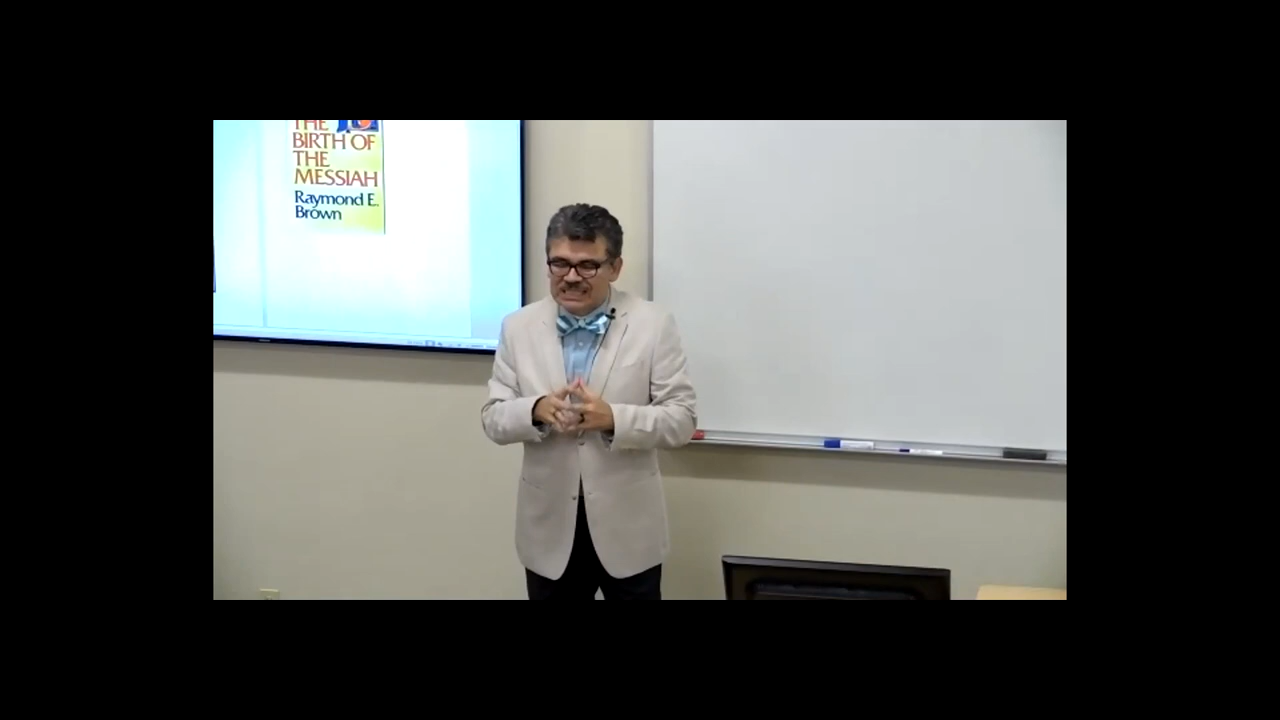 THE
BIRTH OF
THE
MESSIAH
Raymond E.
Brown